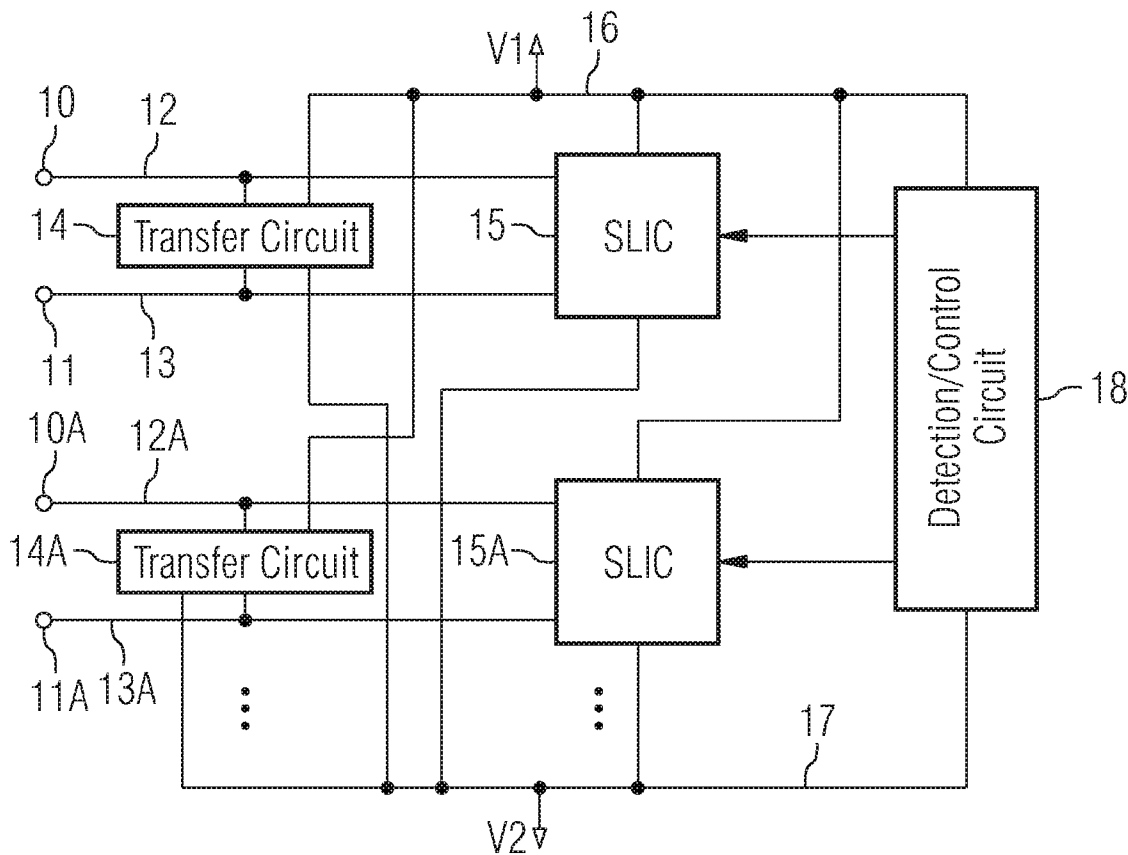 V1
16
10
12
14
Transfer Circuit
15
SLIC
11
13
Detection/Control
Circuit
18
10A
12A
14A
Transfer Circuit
15A
SLIC
11A
13A
17
V2